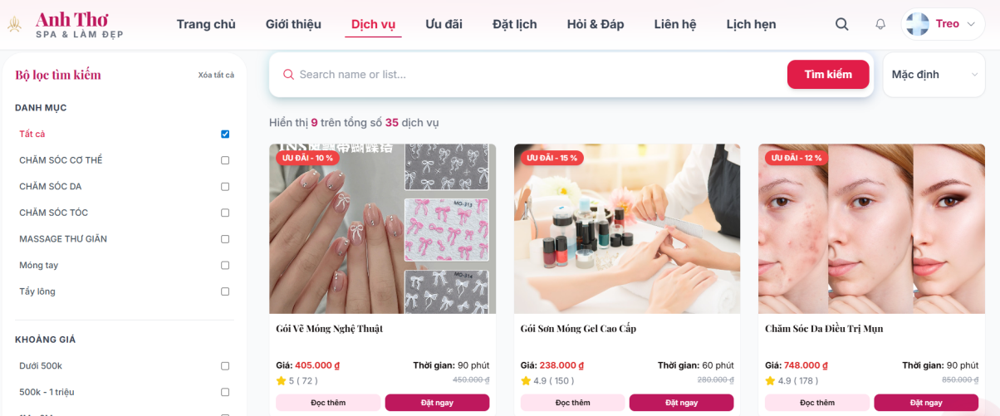 Anh Thơ
SPA & LÀM ĐẸP
Trang chủ
Giới thiệu
Dịch vụ
Ưu đãi
Đặt lịch
Hỏi & Đáp
Liên hệ
Lịch hẹn
Treo
Bộ lọc tìm kiếm
Xóa tất cả
DANH MỤC
Tất cả
CHĂM SÓC CƠ THỂ
CHĂM SÓC DA
CHĂM SÓC TÓC
MASSAGE THƯ GIÃN
Móng tay
Tẩy lông
KHOẢNG GIÁ
Dưới 500k
500k - 1 triệu
Search name or list...
Tìm kiếm
Mặc định
Hiển thị 9 trên tổng số 35 dịch vụ
ƯU ĐÃI - 10 %
MO-313
MO-314
Gói Vẽ Móng Nghệ Thuật
Giá: 405.000 ₫
Thời gian: 90 phút
5 ( 72 )
450.000 ₫
Đọc thêm
Đặt ngay
ƯU ĐÃI - 15 %
Gói Sơn Móng Gel Cao Cấp
Giá: 238.000 ₫
Thời gian: 60 phút
4.9 ( 150 )
280.000 ₫
Đọc thêm
Đặt ngay
ƯU ĐÃI - 12 %
Chăm Sóc Da Điều Trị Mụn
Giá: 748.000 ₫
Thời gian: 90 phút
4.9 ( 178 )
850.000 ₫
Đọc thêm
Đặt ngay